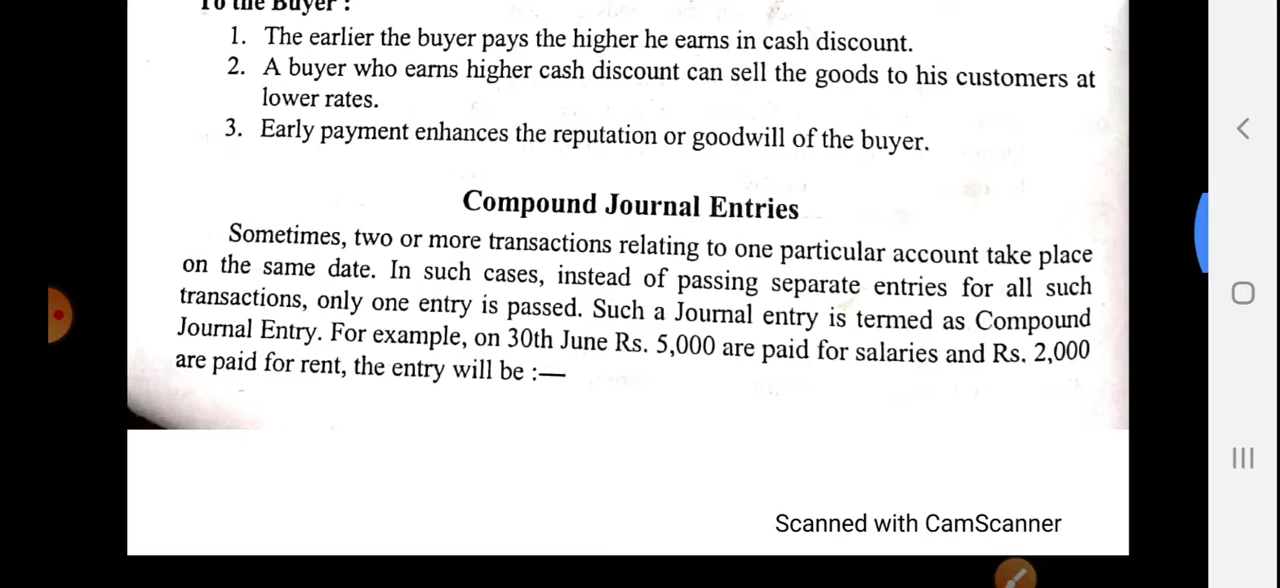 To the Buyer :
1. The earlier the buyer pays the higher he earns in cash discount.
2. A buyer who earns higher cash discount can sell the goods to his customers at
lower rates.
3. Early payment enhances the reputation or goodwill of the buyer.
Compound Journal Entries
Sometimes, two or more transactions relating to one particular account take place
on the same date. In such cases, instead of passing separate entries for all such
transactions, only one entry is passed. Such a Journal entry is termed as Compound
Journal Entry. For example, on 30th June Rs. 5,000 are paid for salaries and Rs. 2,000
are paid for rent, the entry will be :—
Scanned with CamScanner